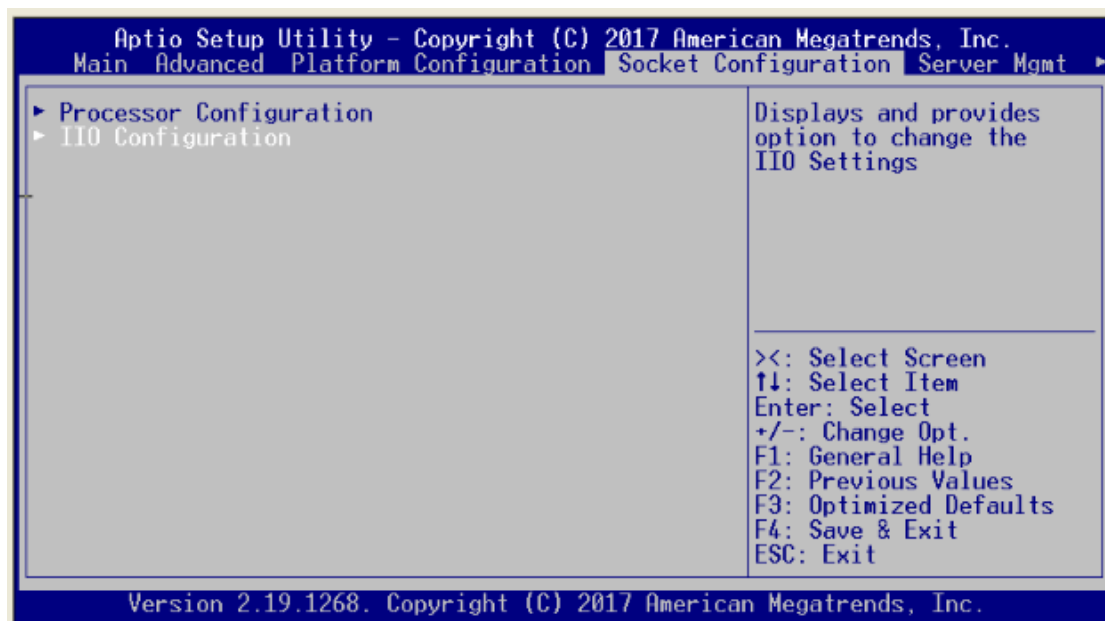 Aptio Setup Utility – Copyright (C) 2017 American Megatrends, Inc.
Main Advanced Platform Configuration Socket Configuration Server Mgmt ►
► Processor Configuration
► IIO Configuration
Displays and provides
option to change the
IIO Settings
><: Select Screen
↑↓: Select Item
Enter: Select
+/-: Change Opt.
F1: General Help
F2: Previous Values
F3: Optimized Defaults
F4: Save & Exit
ESC: Exit
Version 2.19.1268. Copyright (C) 2017 American Megatrends, Inc.